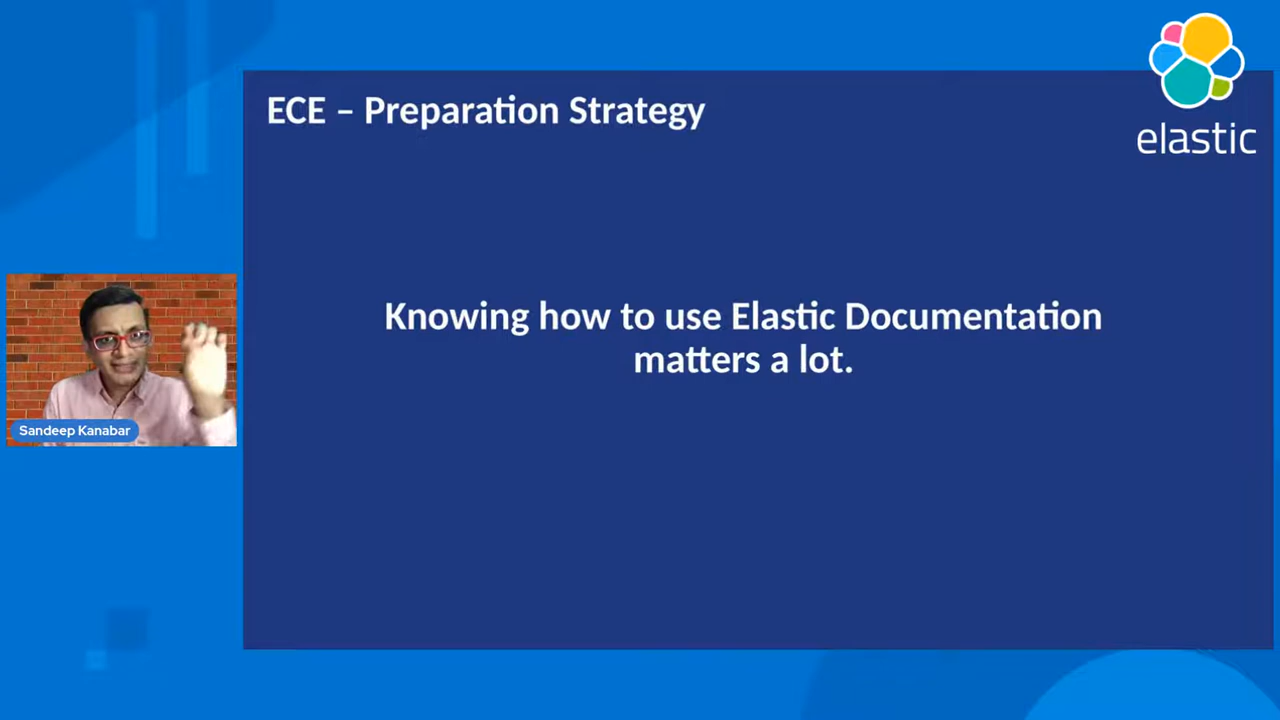 elastic
ECE – Preparation Strategy
Knowing how to use Elastic Documentation
matters a lot.
Sandeep Kanabar